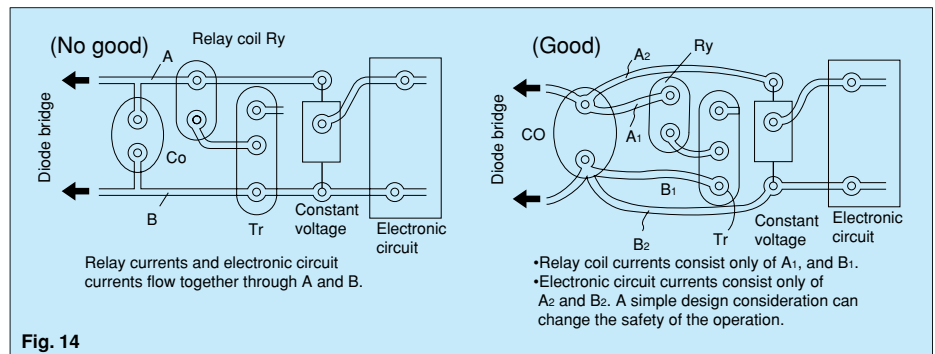 (No good)
Relay coil Ry
A
Diode bridge
Co
B
Tr
Constant
voltage
Electronic
circuit
Relay currents and electronic circuit
currents flow together through A and B.
(Good)
A2
Ry
Diode bridge
CO
A1
B1
B2
Tr
Constant
voltage
Electronic
circuit
•Relay coil currents consist only of A1, and B1.
•Electronic circuit currents consist only of
A2 and B2. A simple design consideration can
change the safety of the operation.
Fig. 14